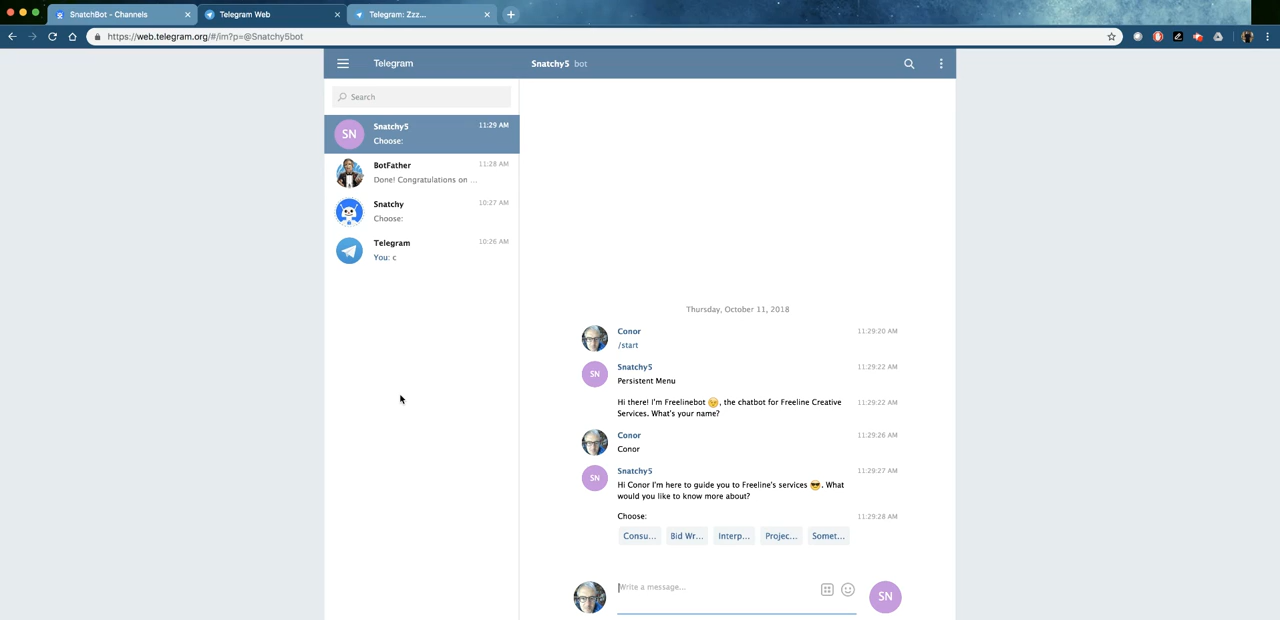 SnatchBot - Channels
Telegram Web
Telegram: Zzz...
https://web.telegram.org/#/im?p=@Snatchy5bot
Telegram
Snatchy5 bot
Search
SN
Snatchy5
11:29 AM
Choose:
BotFather
11:28 AM
Done! Congratulations on ...
Snatchy
10:27 AM
Choose:
Telegram
10:26 AM
You: c
Thursday, October 11, 2018
Conor
11:29:20 AM
/start
SN
Snatchy5
11:29:22 AM
Persistent Menu
Hi there! I'm Freelinebot 😉, the chatbot for Freeline Creative
11:29:22 AM
Services. What's your name?
Conor
11:29:26 AM
Conor
SN
Snatchy5
11:29:27 AM
Hi Conor I'm here to guide you to Freeline's services 😎. What
would you like to know more about?
Choose:
11:29:28 AM
Consu... Bid Wr... Interp... Projec... Somet...
Write a message...
SN